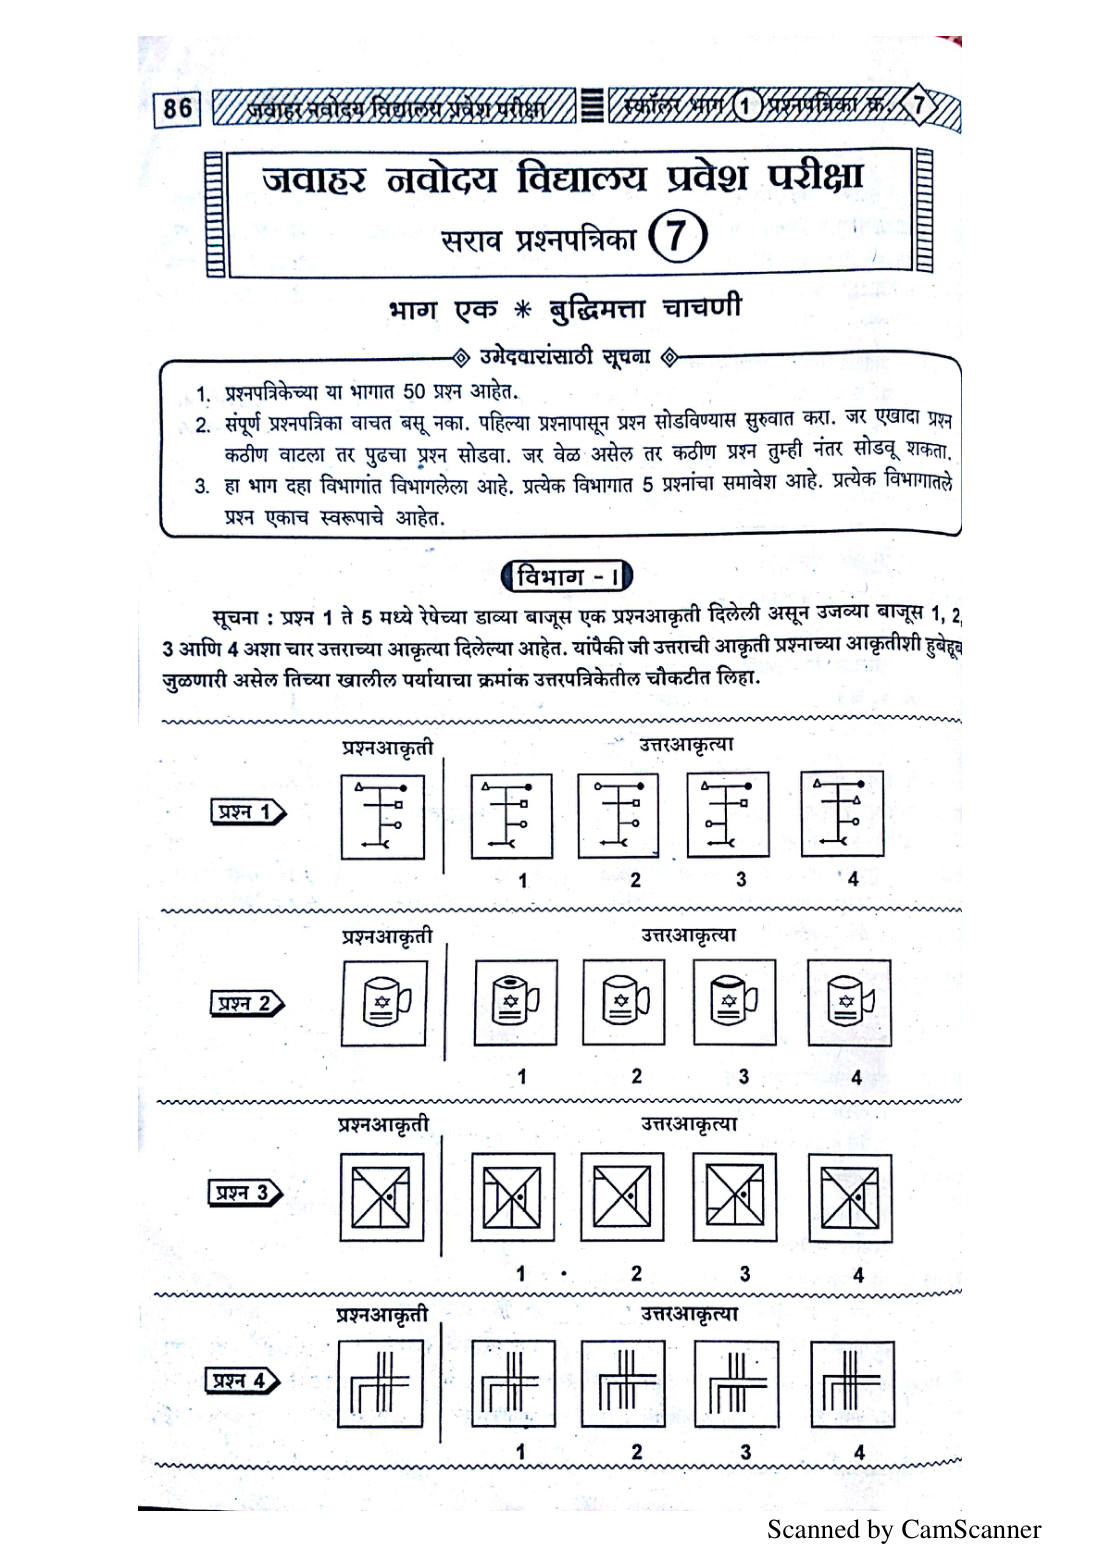 86 जवाहर नवोदय विद्यालय प्रवेश परीक्षा स्कॉलर भाग 1 प्रश्नपत्रिका क्र. 7
जवाहर नवोदय विद्यालय प्रवेश परीक्षा
सराव प्रश्नपत्रिका 7
भाग एक * बुद्धिमत्ता चाचणी
उमेदवारांसाठी सूचना
1. प्रश्नपत्रिकेच्या या भागात 50 प्रश्न आहेत.
2. संपूर्ण प्रश्नपत्रिका वाचत बसू नका. पहिल्या प्रश्नापासून प्रश्न सोडविण्यास सुरुवात करा. जर एखादा प्रश्न
कठीण वाटला तर पुढचा प्रश्न सोडवा. जर वेळ असेल तर कठीण प्रश्न तुम्ही नंतर सोडवू शकता.
3. हा भाग दहा विभागांत विभागलेला आहे. प्रत्येक विभागात 5 प्रश्नांचा समावेश आहे. प्रत्येक विभागातले
प्रश्न एकाच स्वरूपाचे आहेत.
विभाग - I
सूचना : प्रश्न 1 ते 5 मध्ये रेषेच्या डाव्या बाजूस एक प्रश्नआकृती दिलेली असून उजव्या बाजूस 1, 2,
3 आणि 4 अशा चार उत्तराच्या आकृत्या दिलेल्या आहेत. यांपैकी जी उत्तराची आकृती प्रश्नाच्या आकृतीशी हुबेहूब
जुळणारी असेल तिच्या खालील पर्यायाचा क्रमांक उत्तरपत्रिकेतील चौकटीत लिहा.
प्रश्नआकृती उत्तरआकृत्या
प्रश्न 1
1 2 3 4
प्रश्नआकृती उत्तरआकृत्या
प्रश्न 2
1 2 3 4
प्रश्नआकृती उत्तरआकृत्या
प्रश्न 3
1 2 3 4
प्रश्नआकृती उत्तरआकृत्या
प्रश्न 4
1 2 3 4
Scanned by CamScanner